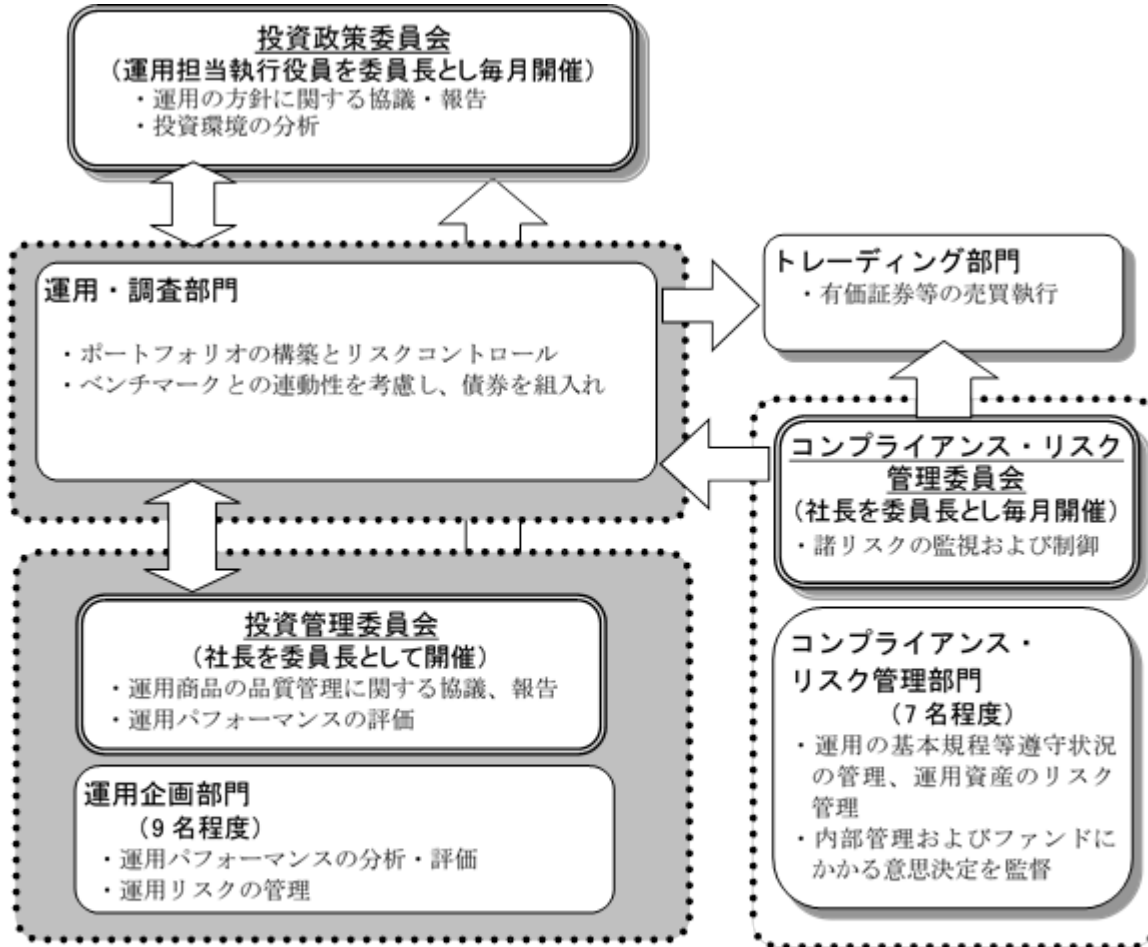 投資政策委員会
（運用担当執行役員を委員長とし毎月開催）
・運用の方針に関する協議・報告
・投資環境の分析
運用・調査部門
・ポートフォリオの構築とリスクコントロール
・ベンチマークとの連動性を考慮し、債券を組入れ
トレーディング部門
・有価証券等の売買執行
コンプライアンス・リスク
管理委員会
（社長を委員長とし毎月開催）
・諸リスクの監視および制御
投資管理委員会
（社長を委員長として開催）
・運用商品の品質管理に関する協議、報告
・運用パフォーマンスの評価
運用企画部門
（9 名程度）
・運用パフォーマンスの分析・評価
・運用リスクの管理
コンプライアンス・
リスク管理部門
（7 名程度）
・運用の基本規程等遵守状況
の管理、運用資産のリスク
管理
・内部管理およびファンドに
かかる意思決定を監督